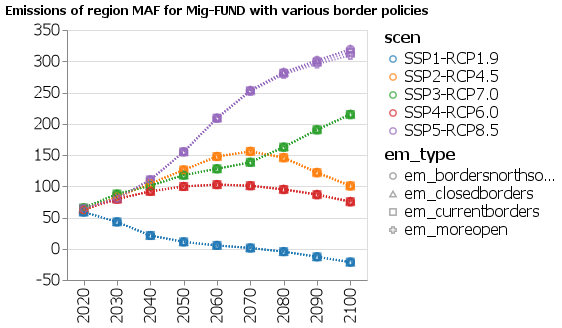 Emissions of region MAF for Mig-FUND with various border policies
350
300
250
200
150
100
50
0
-50
2020
2030
2040
2050
2060
2070
2080
2090
2100
scen
SSP1-RCP1.9
SSP2-RCP4.5
SSP3-RCP7.0
SSP4-RCP6.0
SSP5-RCP8.5
em_type
em_bordersnorthso...
em_closedborders
em_currentborders
em_moreopen